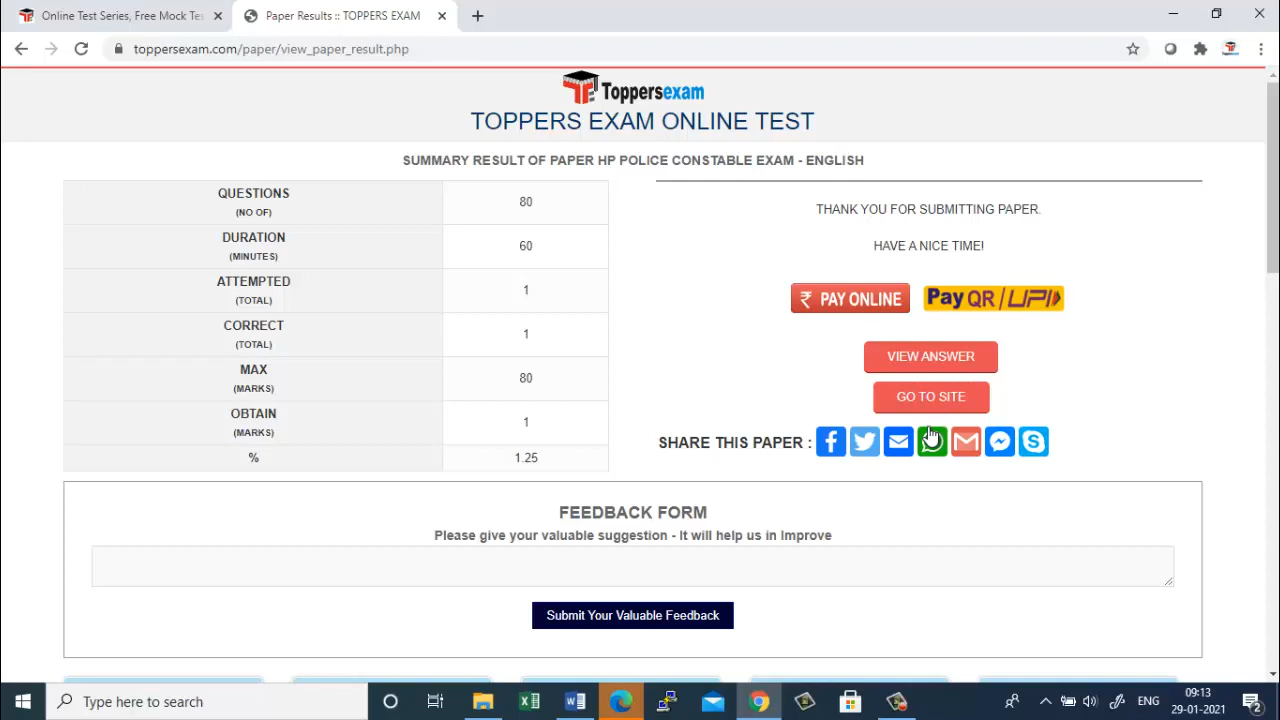 Online Test Series, Free Mock Tes
Paper Results :: TOPPERS EXAM
toppersexam.com/paper/view_paper_result.php
Toppersexam
TOPPERS EXAM ONLINE TEST
SUMMARY RESULT OF PAPER HP POLICE CONSTABLE EXAM - ENGLISH
QUESTIONS
(NO OF)
80
DURATION
(MINUTES)
60
ATTEMPTED
(TOTAL)
1
CORRECT
(TOTAL)
1
MAX
(MARKS)
80
OBTAIN
(MARKS)
1
%
1.25
THANK YOU FOR SUBMITTING PAPER.
HAVE A NICE TIME!
₹ PAY ONLINE
Pay QR/UPI
VIEW ANSWER
GO TO SITE
SHARE THIS PAPER :
FEEDBACK FORM
Please give your valuable suggestion - It will help us in Improve
Submit Your Valuable Feedback
Type here to search
ENG
09:13
29-01-2021
2